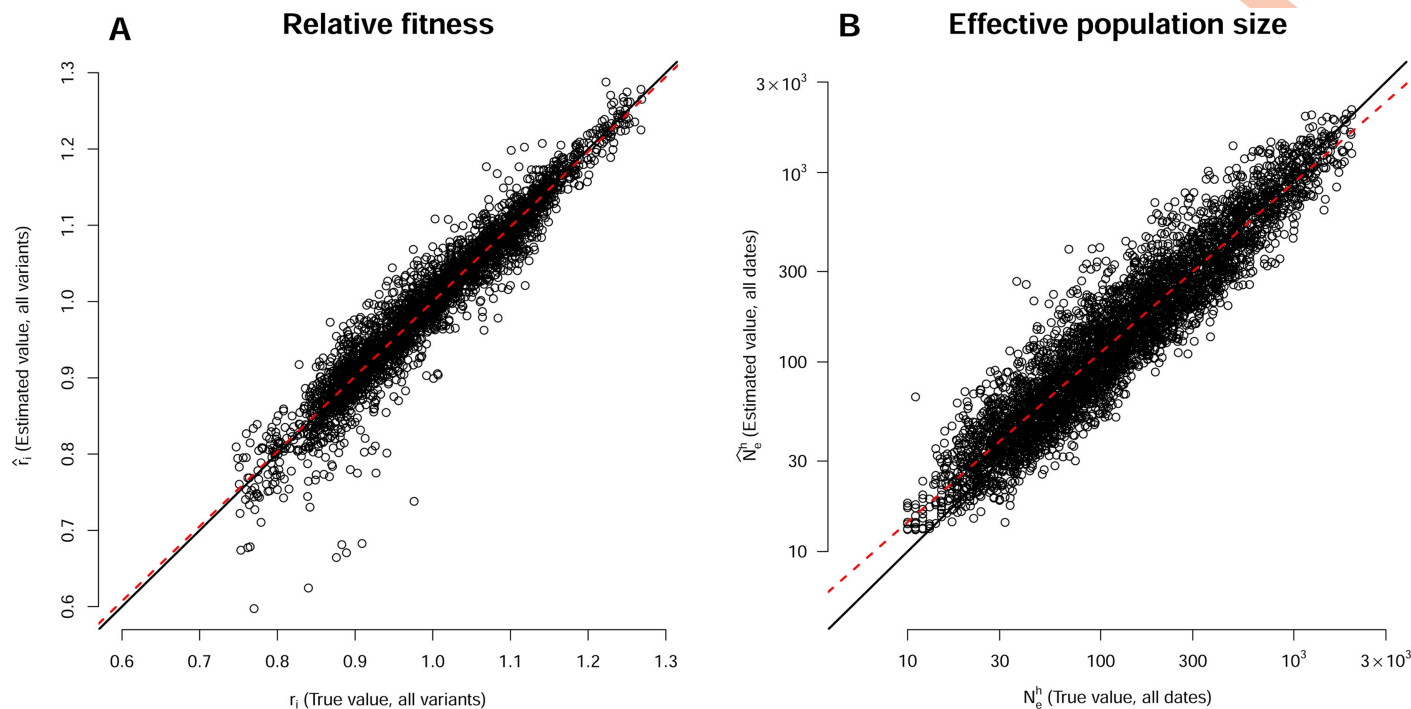 A
Relative fitness
1.3
1.2
1.1
1.0
0.9
0.8
0.7
0.6
r̂ᵢ (Estimated value, all variants)
0.6 0.7 0.8 0.9 1.0 1.1 1.2 1.3
rᵢ (True value, all variants)
B
Effective population size
3×10³
10³
300
100
30
10
N̂ₑʰ (Estimated value, all dates)
10 30 100 300 10³ 3×10³
Nₑʰ (True value, all dates)